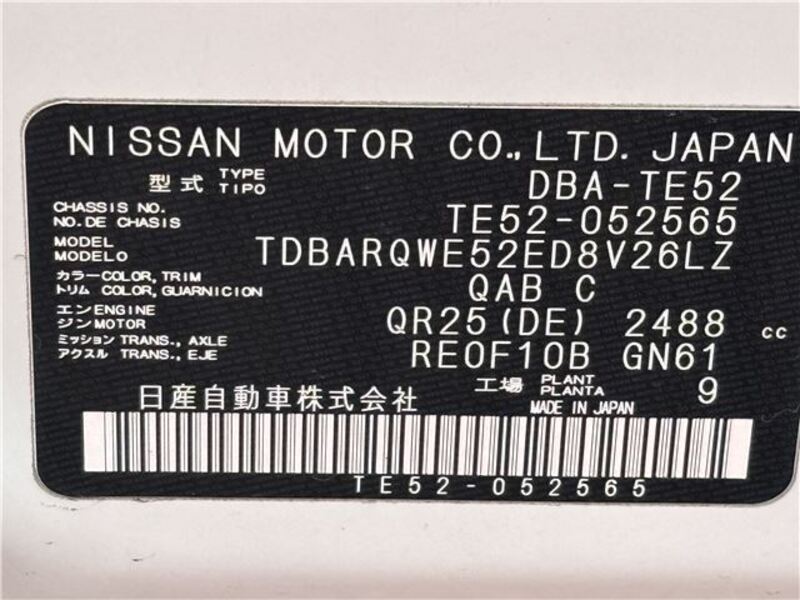 NISSAN MOTOR CO.,LTD. JAPAN
型式 TYPE TIPO DBA-TE52
CHASSIS NO. NO.DE CHASIS TE52-052565
MODEL MODELO TDBARQWE52ED8V26LZ
カラー COLOR, TRIM
トリム COLOR, GUARNICION QAB C
エン ENGINE
ジン MOTOR QR25(DE) 2488 cc
ミッション TRANS., AXLE
アクスル TRANS., EJE RE0F10B GN61
工場 PLANT PLANTA 9
日産自動車株式会社 MADE IN JAPAN
TE52-052565